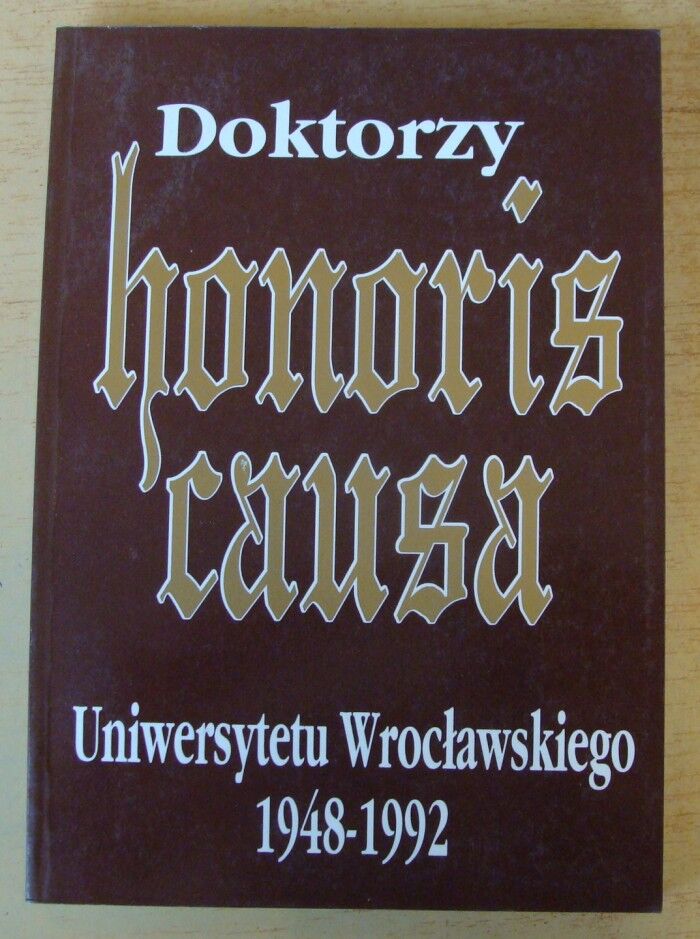 Doktorzy
honoris
causa
Uniwersytetu Wrocławskiego
1948-1992